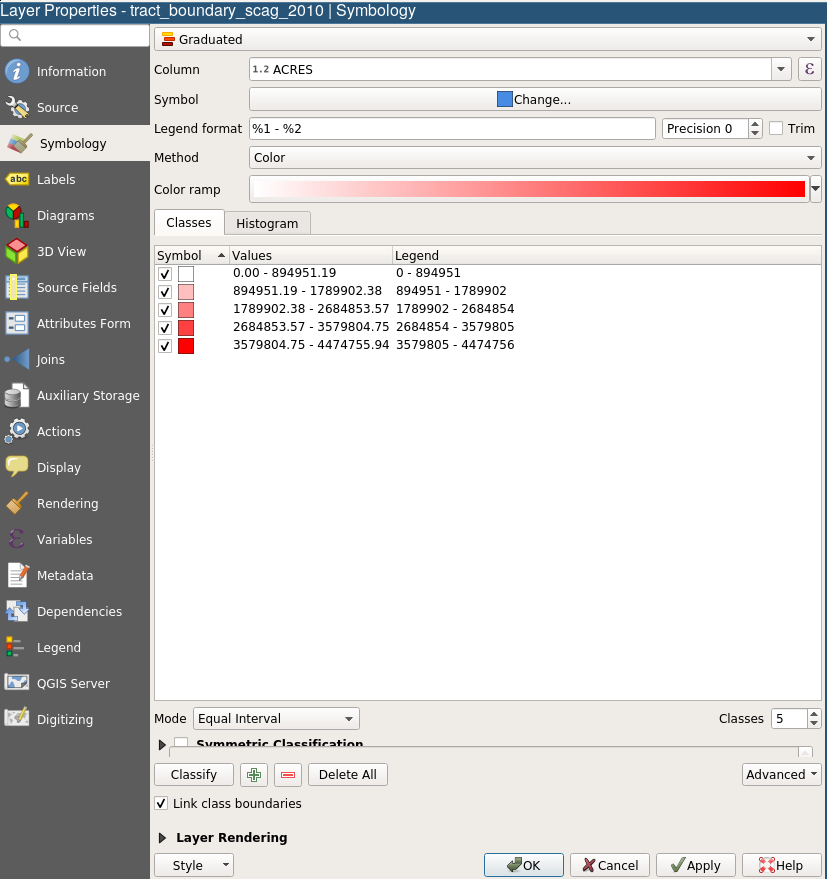 Layer Properties - tract_boundary_scag_2010 | Symbology
Information
Source
Symbology
abc Labels
Diagrams
3D View
Source Fields
Attributes Form
Joins
Auxiliary Storage
Actions
Display
Rendering
Variables
Metadata
Dependencies
Legend
QGIS Server
Digitizing
Graduated
Column 1.2 ACRES ε
Symbol Change...
Legend format %1 - %2 Precision 0 Trim
Method Color
Color ramp
Classes Histogram
Symbol Values Legend
0.00 - 894951.19 0 - 894951
894951.19 - 1789902.38 894951 - 1789902
1789902.38 - 2684853.57 1789902 - 2684854
2684853.57 - 3579804.75 2684854 - 3579805
3579804.75 - 4474755.94 3579805 - 4474756
Mode Equal Interval Classes 5
Symmetric Classification
Classify Delete All Advanced
Link class boundaries
Layer Rendering
Style OK Cancel Apply Help